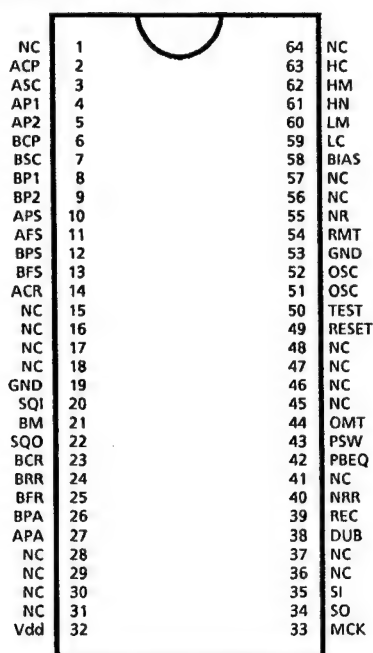 NC 1 64 NC
ACP 2 63 HC
ASC 3 62 HM
AP1 4 61 HN
AP2 5 60 LM
BCP 6 59 LC
BSC 7 58 BIAS
BP1 8 57 NC
BP2 9 56 NC
APS 10 55 NR
AFS 11 54 RMT
BPS 12 53 GND
BFS 13 52 OSC
ACR 14 51 OSC
NC 15 50 TEST
NC 16 49 RESET
NC 17 48 NC
NC 18 47 NC
GND 19 46 NC
SQI 20 45 NC
BM 21 44 OMT
SQO 22 43 PSW
BCR 23 42 PBEQ
BRR 24 41 NC
BFR 25 40 NRR
BPA 26 39 REC
APA 27 38 DUB
NC 28 37 NC
NC 29 36 NC
NC 30 35 SI
NC 31 34 SO
Vdd 32 33 MCK